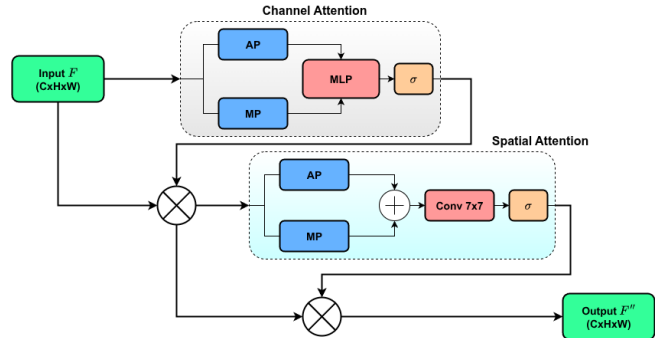 Channel Attention
AP
Input F
(CxHxW)
MLP
σ
MP
Spatial Attention
AP
Conv 7x7
σ
MP
Output F″
(CxHxW)